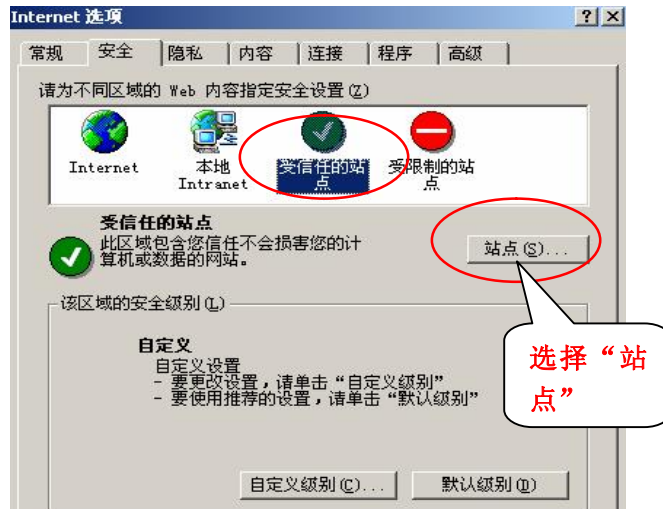 Internet 选项
常规 安全 隐私 内容 连接 程序 高级
请为不同区域的 Web 内容指定安全设置(Z)
Internet
本地
Intranet
受信任的站
点
受限制的站
点
受信任的站点
此区域包含您信任不会损害您的计
算机或数据的网站。
站点(S)...
该区域的安全级别(L)
自定义
自定义设置
- 要更改设置，请单击“自定义级别”
- 要使用推荐的设置，请单击“默认级别”
选择“站
点”
自定义级别(C)... 默认级别(D)